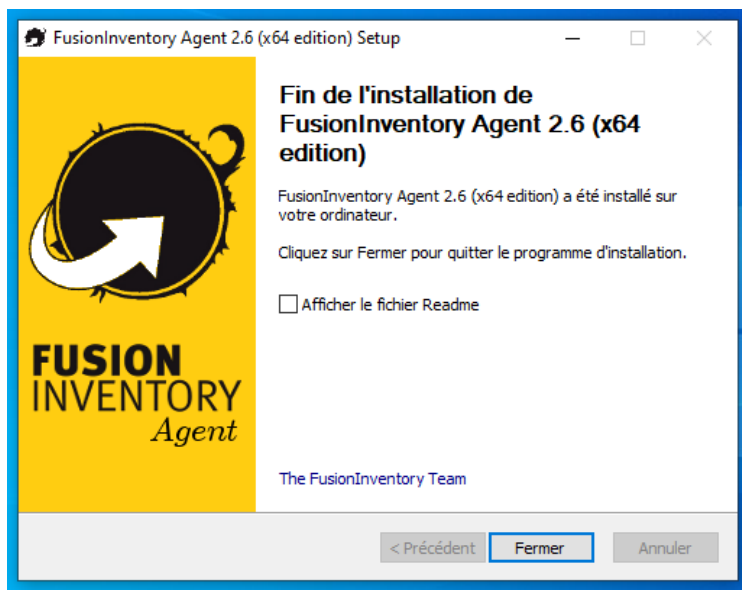 FusionInventory Agent 2.6 (x64 edition) Setup
Fin de l'installation de
FusionInventory Agent 2.6 (x64
edition)
FusionInventory Agent 2.6 (x64 edition) a été installé sur
votre ordinateur.
Cliquez sur Fermer pour quitter le programme d'installation.
Afficher le fichier Readme
FUSION
INVENTORY
Agent
The FusionInventory Team
< Précédent
Fermer
Annuler